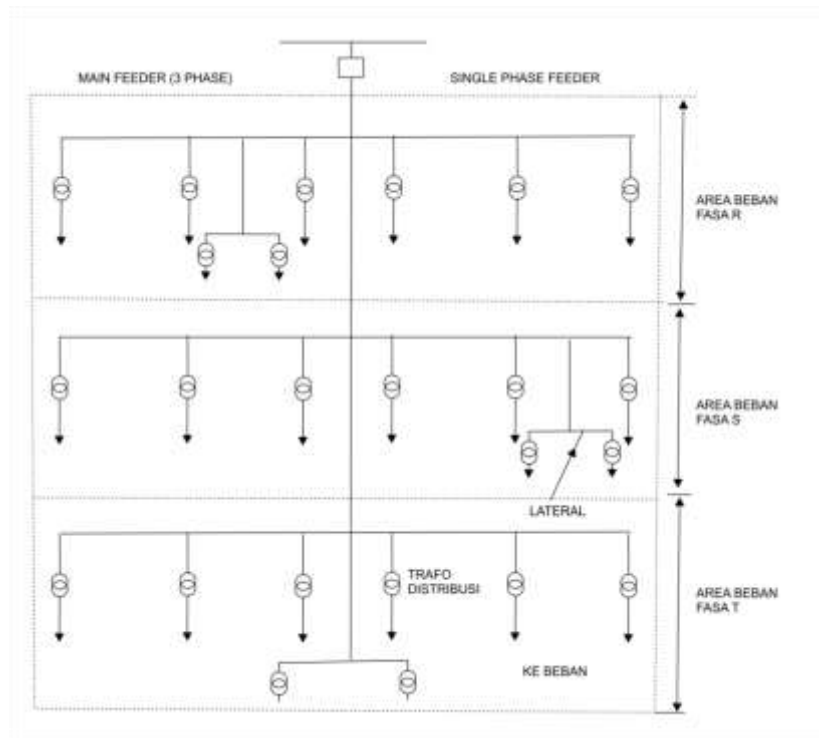 MAIN FEEDER (3 PHASE)
SINGLE PHASE FEEDER
AREA BEBAN
FASA R
AREA BEBAN
FASA S
LATERAL
TRAFO
DISTRIBUSI
AREA BEBAN
FASA T
KE BEBAN